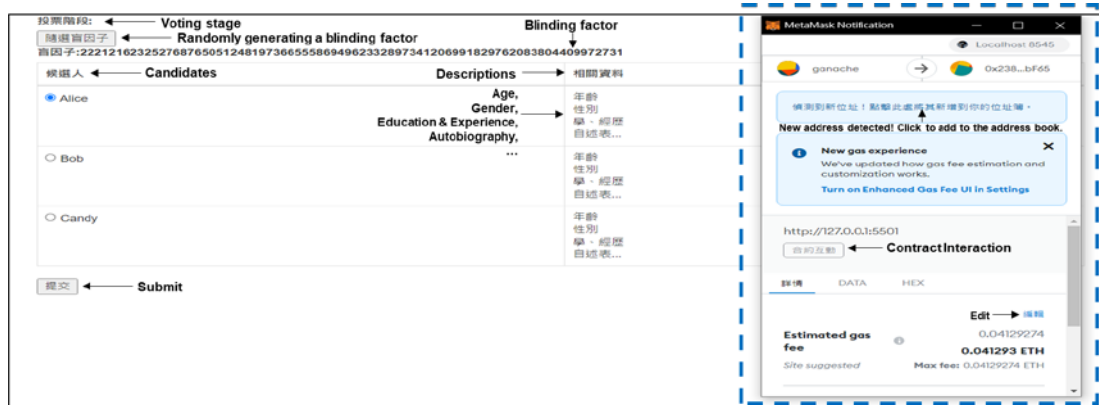 投票階段: Voting stage
隨選盲因子 Randomly generating a blinding factor
Blinding factor
盲因子:2221216232527687650512481973665558694962332897341206991829762083804409972731
候選人 Candidates Descriptions 相關資料
Alice
Age, 年齡
Gender, 性別
Education & Experience, 學、經歷
Autobiography, 自述表...
...
Bob
年齡
性別
學、經歷
自述表...
Candy
年齡
性別
學、經歷
自述表...
提交 Submit
MetaMask Notification
Localhost 8545
ganache 0x238...bF65
偵測到新位址！點擊此處將其新增到你的位址簿。
New address detected! Click to add to the address book.
New gas experience
We've updated how gas fee estimation and
customization works.
Turn on Enhanced Gas Fee UI in Settings
http://127.0.0.1:5501
合約互動 Contract Interaction
詳情 DATA HEX
Edit 編輯
Estimated gas fee 0.04129274
0.041293 ETH
Site suggested Max fee: 0.04129274 ETH